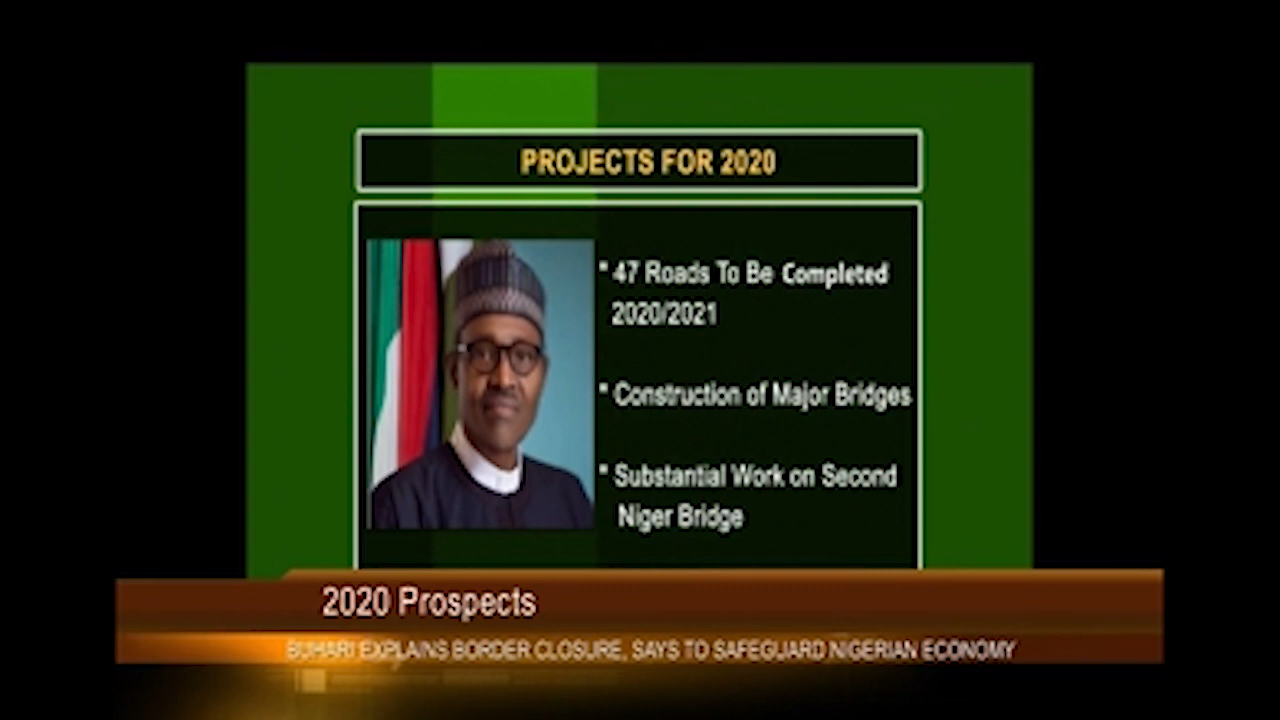 PROJECTS FOR 2020
* 47 Roads To Be Completed
2020/2021
* Construction of Major Bridges
* Substantial Work on Second
Niger Bridge
2020 Prospects
BUHARI EXPLAINS BORDER CLOSURE, SAYS TO SAFEGUARD NIGERIAN ECONOMY